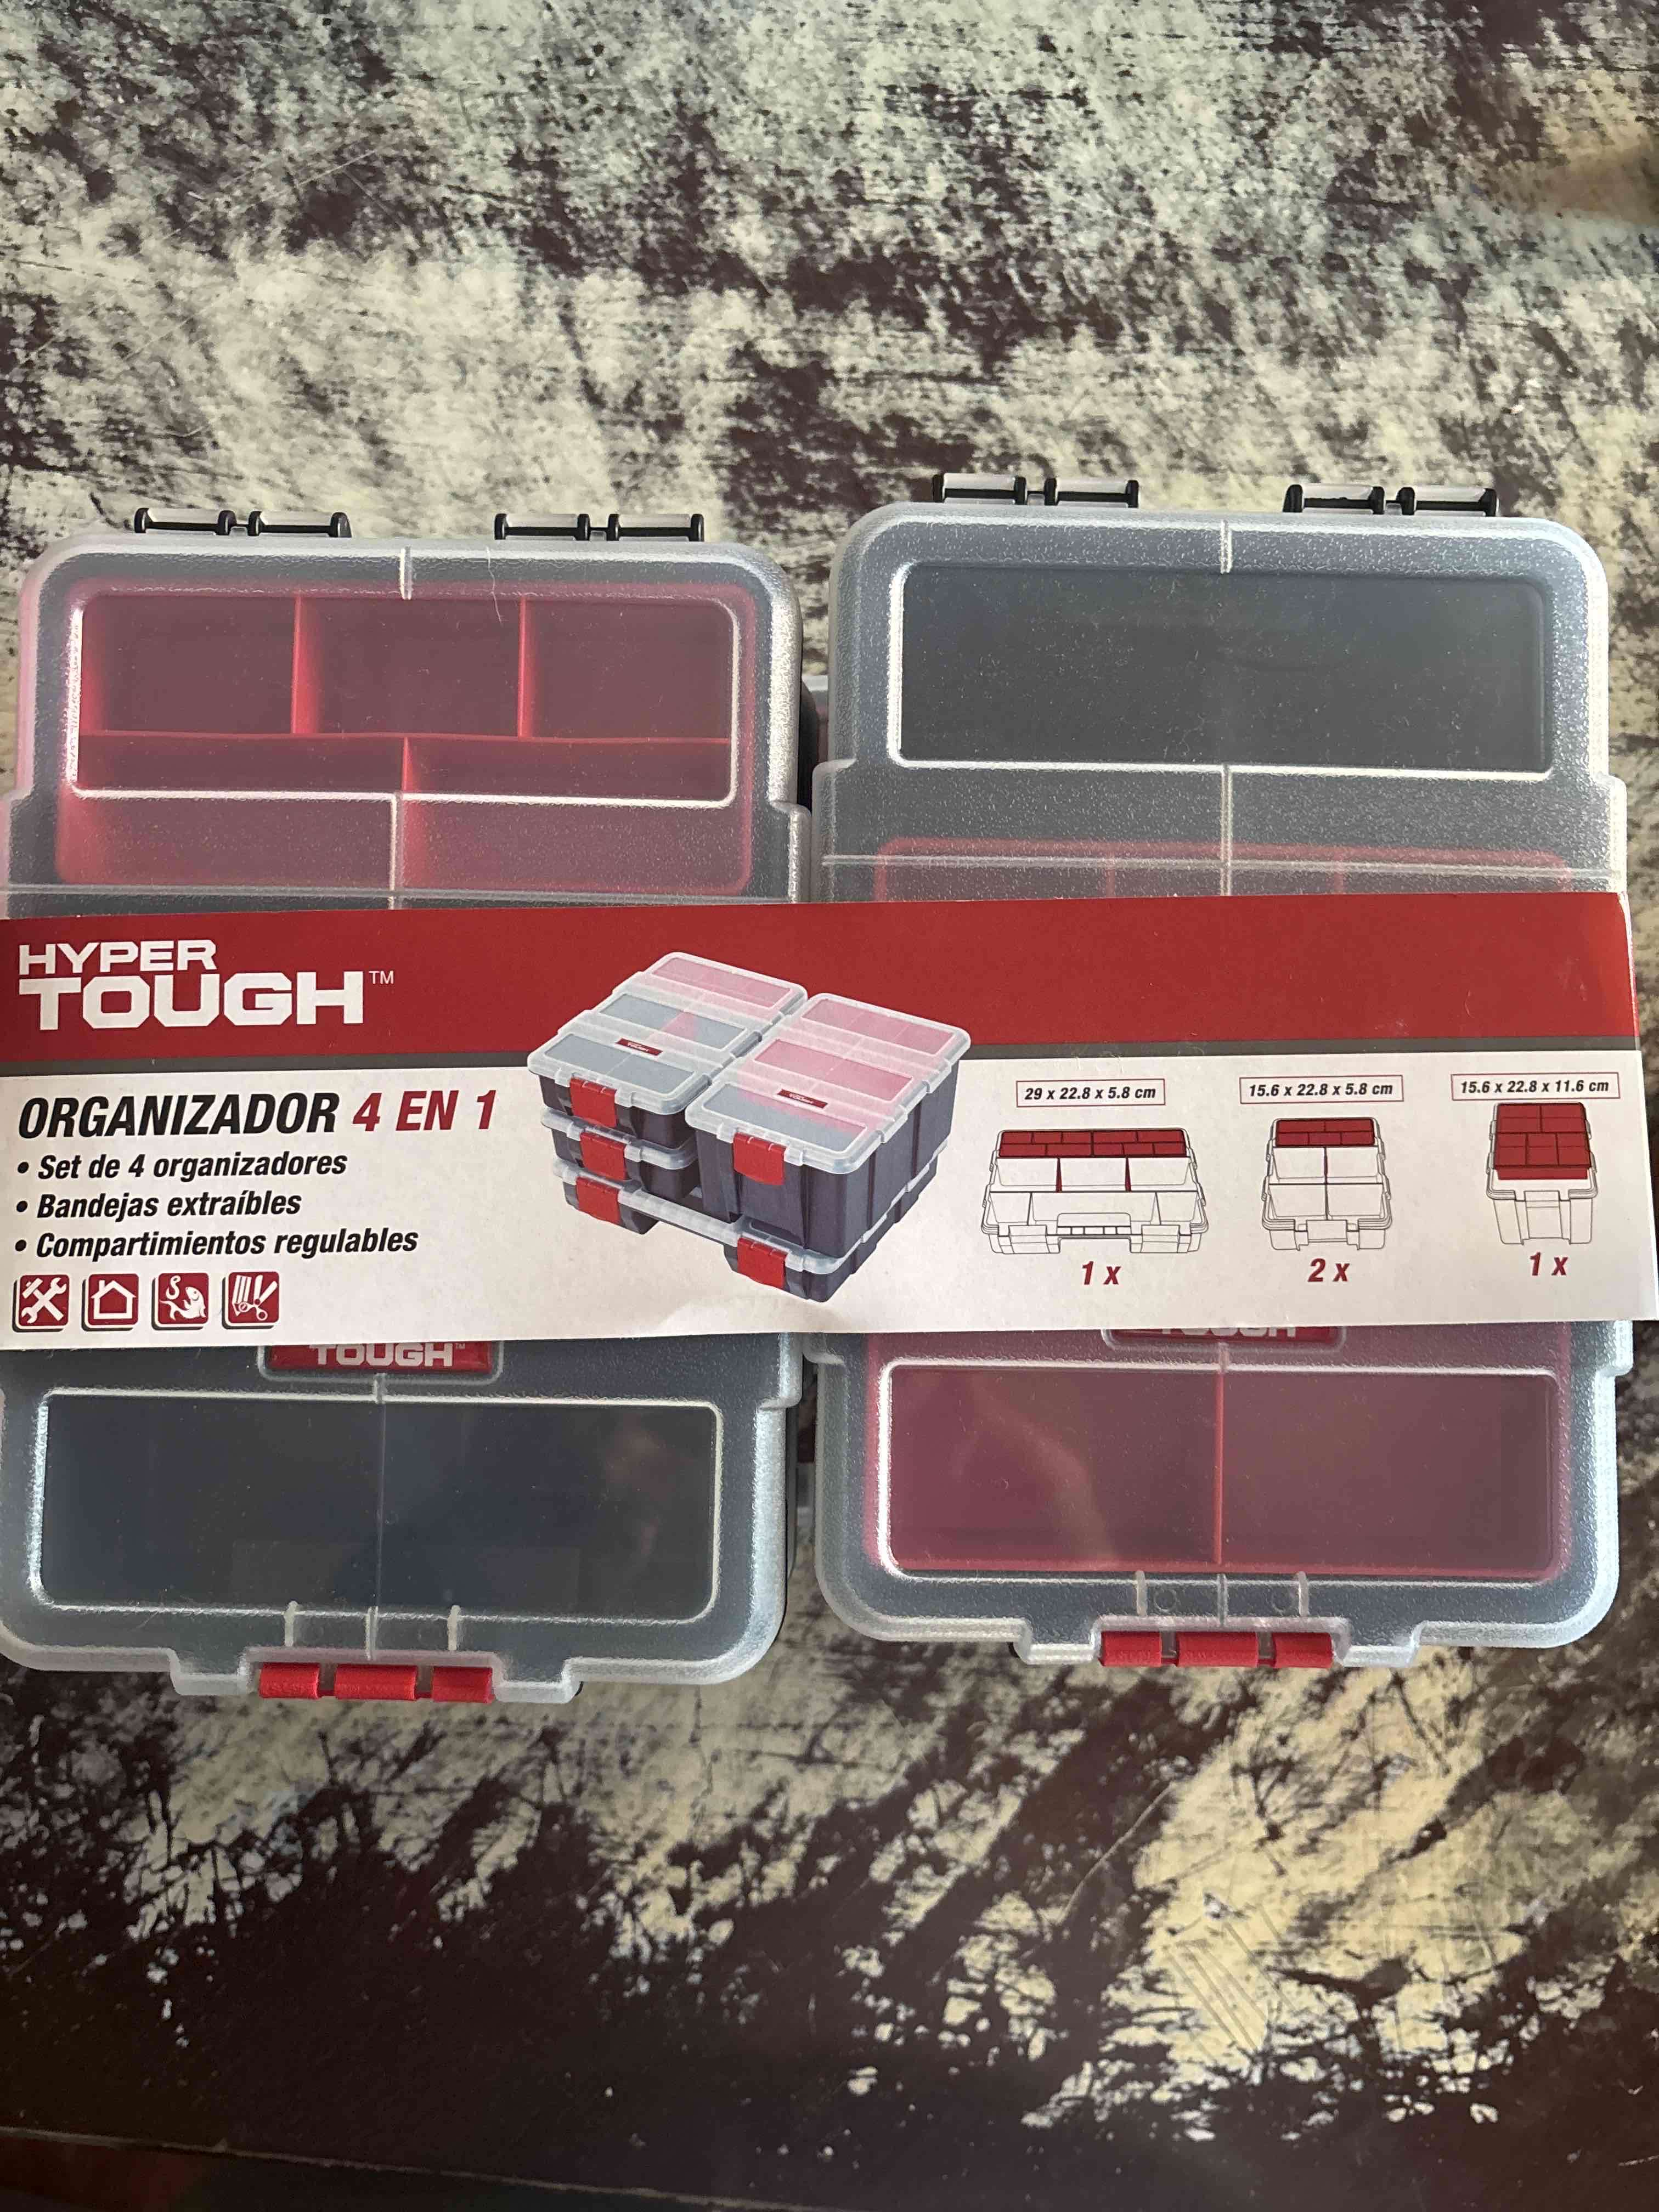 HYPER
TOUGH™
ORGANIZADOR 4 EN 1
• Set de 4 organizadores
• Bandejas extraíbles
• Compartimientos regulables
29 x 22.8 x 5.8 cm
15.6 x 22.8 x 5.8 cm
15.6 x 22.8 x 11.6 cm
1 x
2 x
1 x
TOUGH™
TOUGH